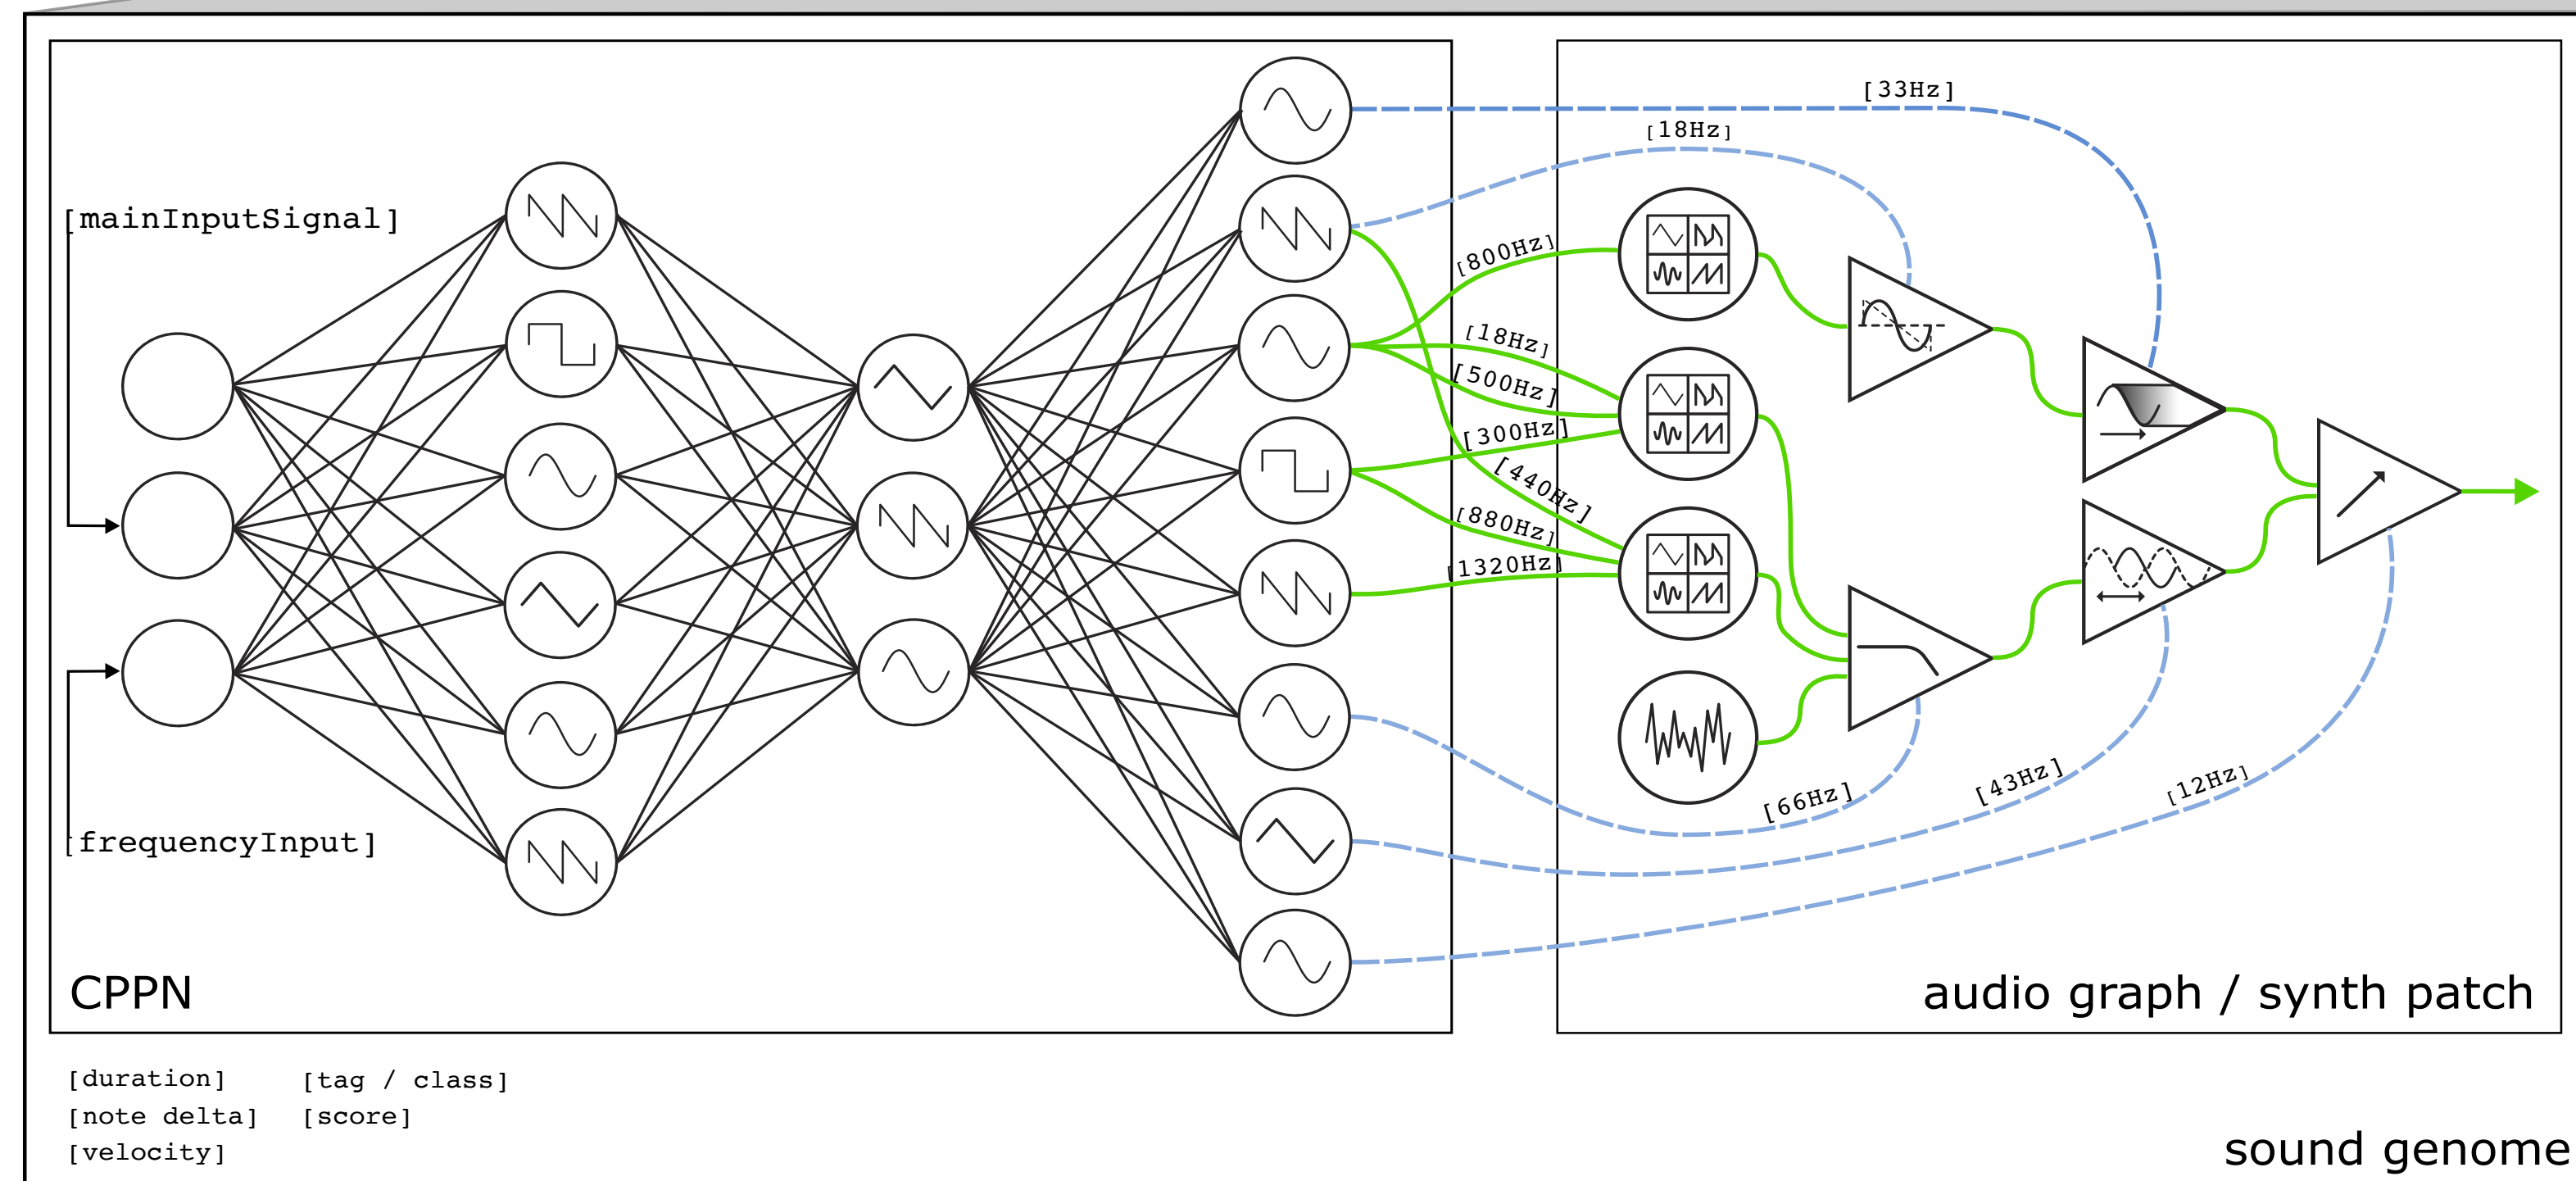 [33Hz]
[18Hz]
[mainInputSignal]
[800Hz]
[18Hz]
[500Hz]
[300Hz]
[440Hz]
[880Hz]
[1320Hz]
[66Hz]
[43Hz]
[12Hz]
[frequencyInput]
CPPN
audio graph / synth patch
[duration] [tag / class]
[note delta] [score]
[velocity]
sound genome